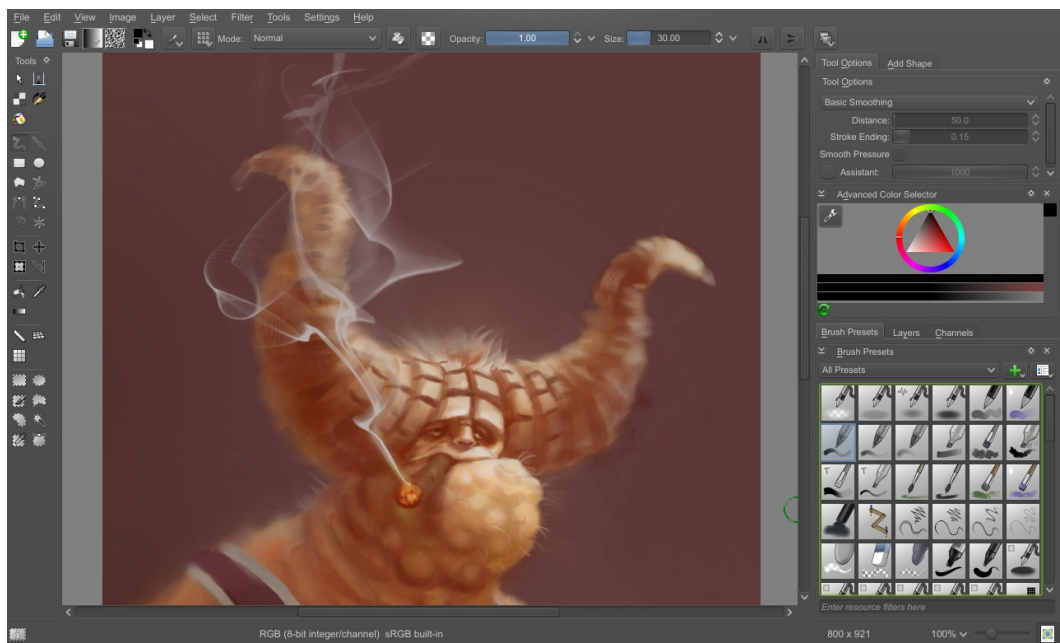 File Edit View Image Layer Select Filter Tools Settings Help
Mode: Normal Opacity: 1.00 Size: 30.00
Tools
Tool Options Add Shape
Tool Options
Basic Smoothing
Distance: 50.0
Stroke Ending: 0.15
Smooth Pressure
Assistant: 1000
Advanced Color Selector
Brush Presets Layers Channels
Brush Presets
All Presets
T T
Enter resource filters here
RGB (8-bit integer/channel) sRGB built-in 800 x 921 100%